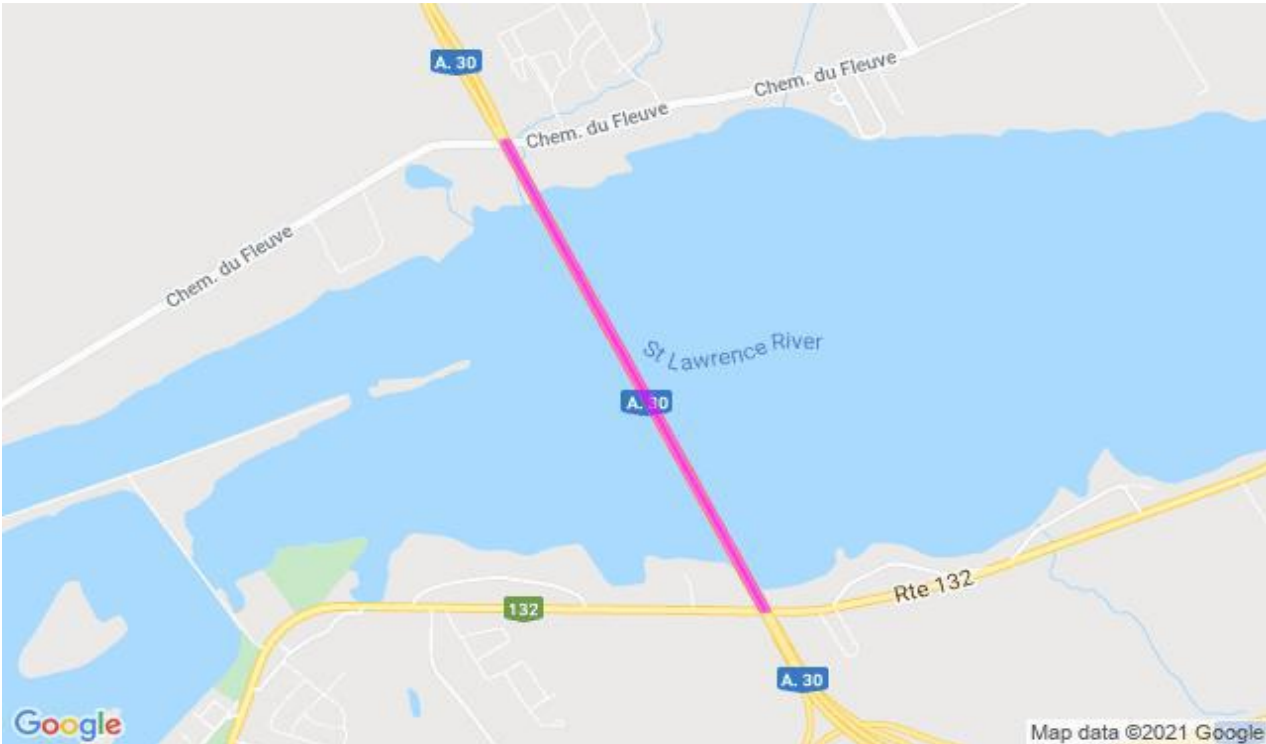 A. 30
Chem. du Fleuve
Chem. du Fleuve
Chem. du Fleuve
St Lawrence River
A. 30
Rte 132
132
A. 30
Google
Map data ©2021 Google